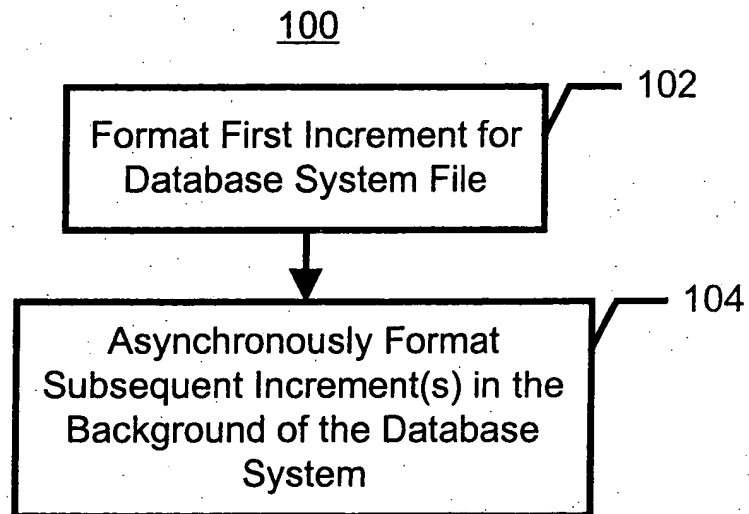 100
102
Format First Increment for
Database System File
104
Asynchronously Format
Subsequent Increment(s) in the
Background of the Database
System